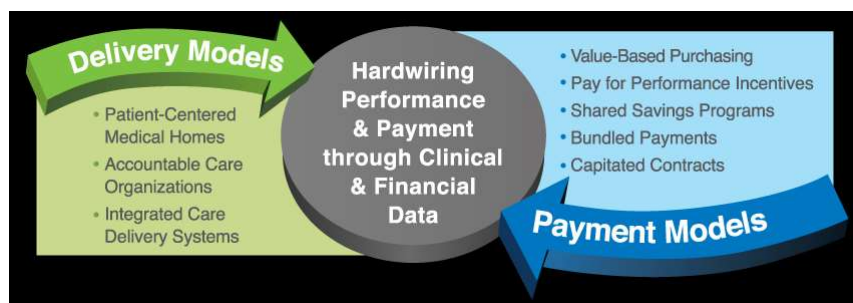 Delivery Models
• Patient-Centered
Medical Homes
• Accountable Care
Organizations
• Integrated Care
Delivery Systems
Hardwiring
Performance
& Payment
through Clinical
& Financial
Data
• Value-Based Purchasing
• Pay for Performance Incentives
• Shared Savings Programs
• Bundled Payments
• Capitated Contracts
Payment Models